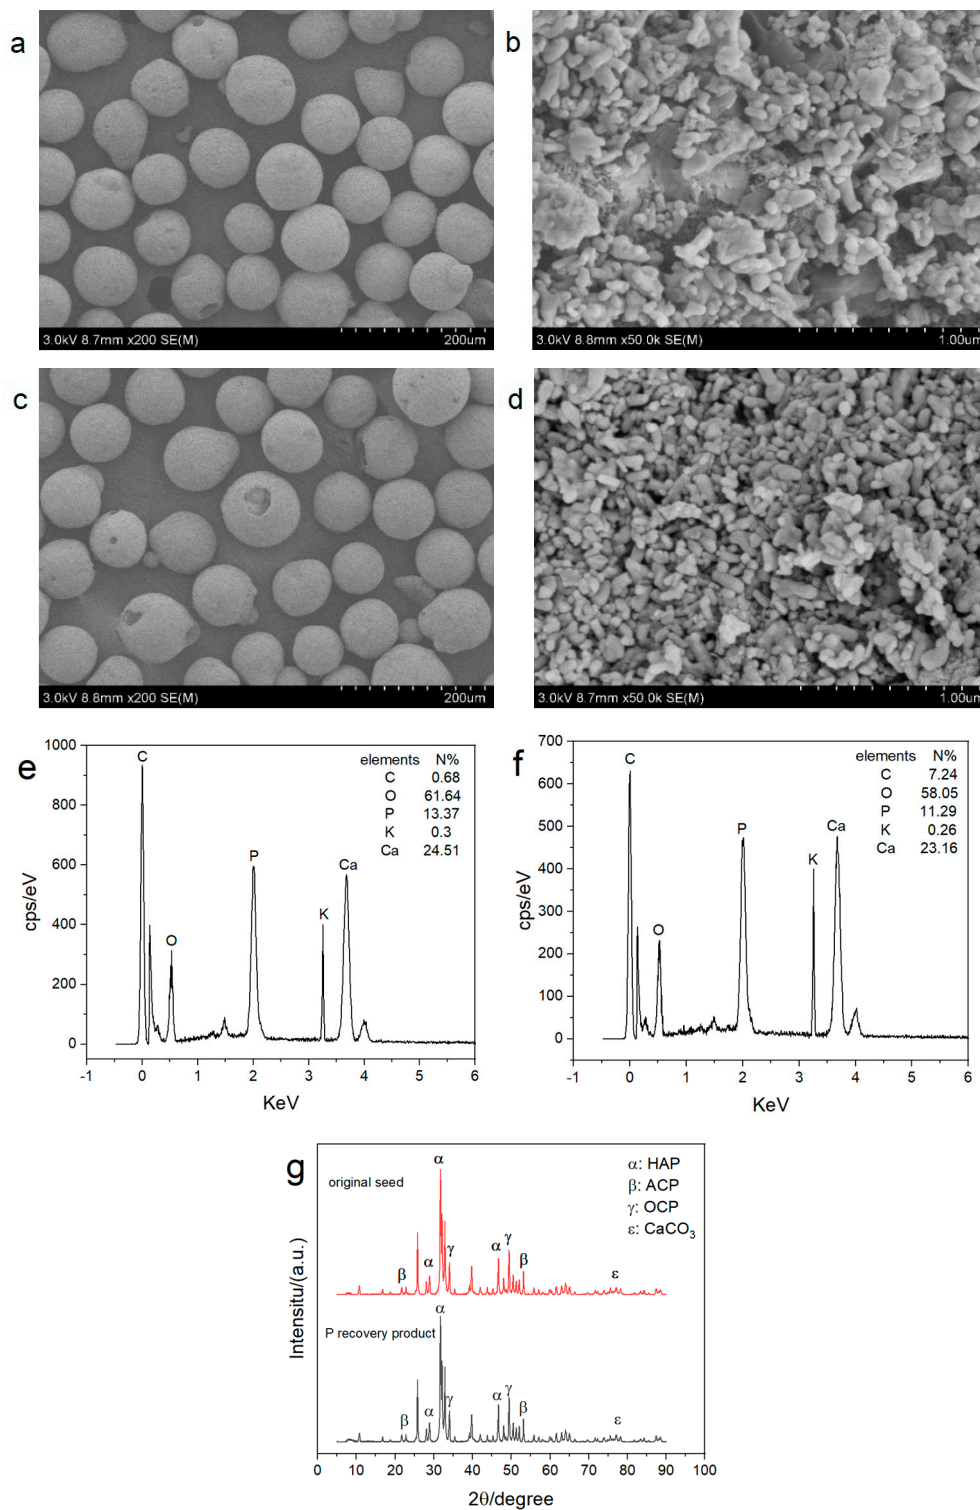 a
b
3.0kV 8.7mm x200 SE(M) 200um
3.0kV 8.8mm x50.0k SE(M) 1.00um
c
d
3.0kV 8.8mm x200 SE(M) 200um
3.0kV 8.7mm x50.0k SE(M) 1.00um
e
elements N%
C 0.68
O 61.64
P 13.37
K 0.3
Ca 24.51
C
O
P
K
Ca
1000
800
600
400
200
0
-1 0 1 2 3 4 5 6
cps/eV
KeV
f
elements N%
C 7.24
O 58.05
P 11.29
K 0.26
Ca 23.16
C
O
P
K
Ca
700
600
500
400
300
200
100
0
-1 0 1 2 3 4 5 6
cps/eV
KeV
g
α: HAP
β: ACP
γ: OCP
ε: CaCO₃
original seed
β α α γ α γ β ε
P recovery product
β α α γ α γ β ε
Intensitu/(a.u.)
0 10 20 30 40 50 60 70 80 90 100
2θ/degree